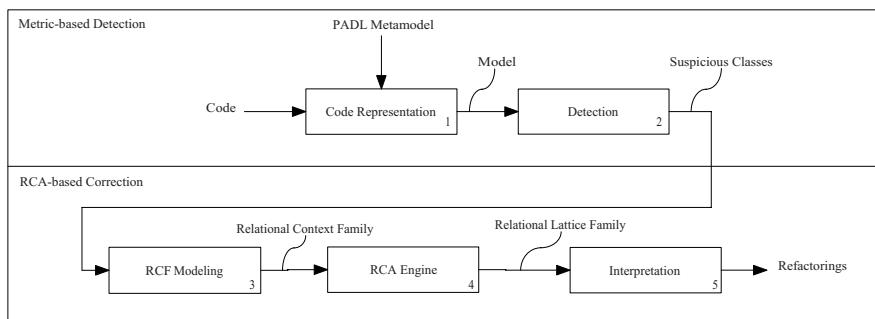 Metric-based Detection
PADL Metamodel
Model
Suspicious Classes
Code
Code Representation
1
Detection
2
RCA-based Correction
Relational Context Family
Relational Lattice Family
RCF Modeling
3
RCA Engine
4
Interpretation
5
Refactorings